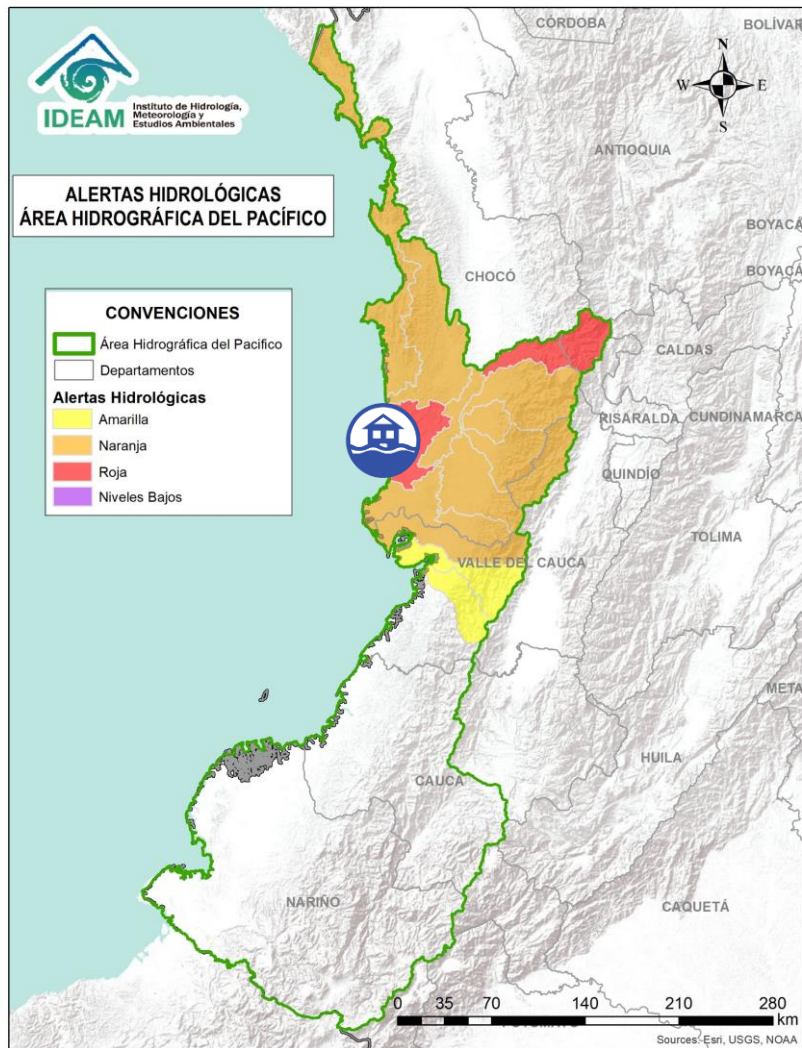 IDEAM
Instituto de Hidrología,
Meteorología y
Estudios Ambientales
ALERTAS HIDROLÓGICAS
ÁREA HIDROGRÁFICA DEL PACÍFICO
CONVENCIONES
Área Hidrográfica del Pacifico
Departamentos
Alertas Hidrológicas
Amarilla
Naranja
Roja
Niveles Bajos
CÓRDOBA
BOLÍVAR
N
W
E
S
ANTIOQUIA
BOYACÁ
CHOCÓ
BOYACÁ
CALDAS
RISARALDA
CUNDINAMARCA
QUINDÍO
TOLIMA
VALLE DEL CAUCA
META
HUILA
CAUCA
NARIÑO
CAQUETÁ
0 35 70 140 210 280
km
Sources: Esri, USGS, NOAA